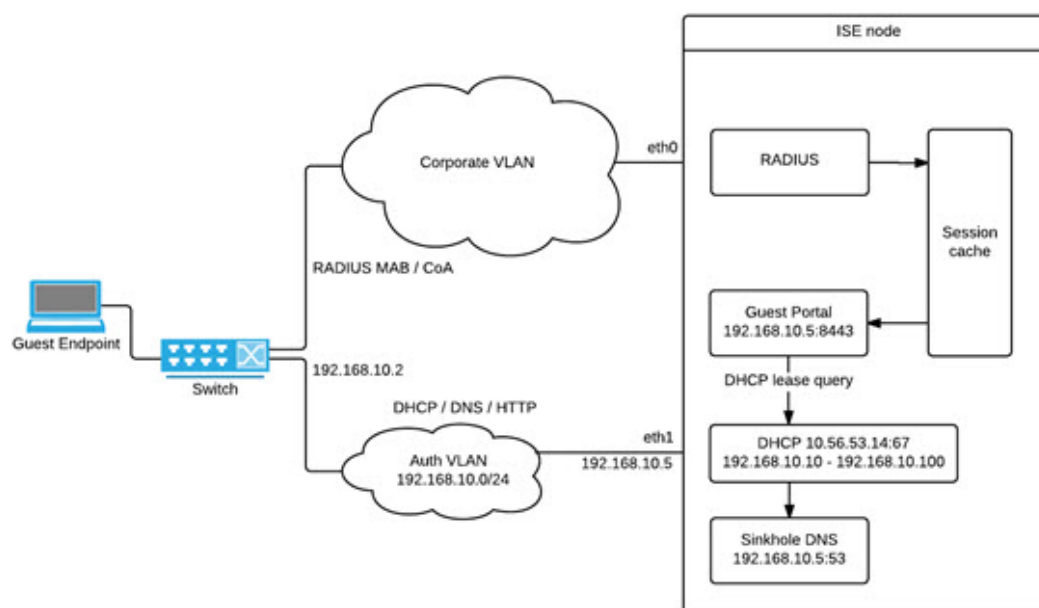 ISE node
eth0
RADIUS
Corporate VLAN
Session
cache
RADIUS MAB / CoA
Guest Endpoint
Guest Portal
192.168.10.5:8443
192.168.10.2
Switch
DHCP lease query
DHCP / DNS / HTTP
eth1
192.168.10.5
Auth VLAN
192.168.10.0/24
DHCP 10.56.53.14:67
192.168.10.10 - 192.168.10.100
Sinkhole DNS
192.168.10.5:53